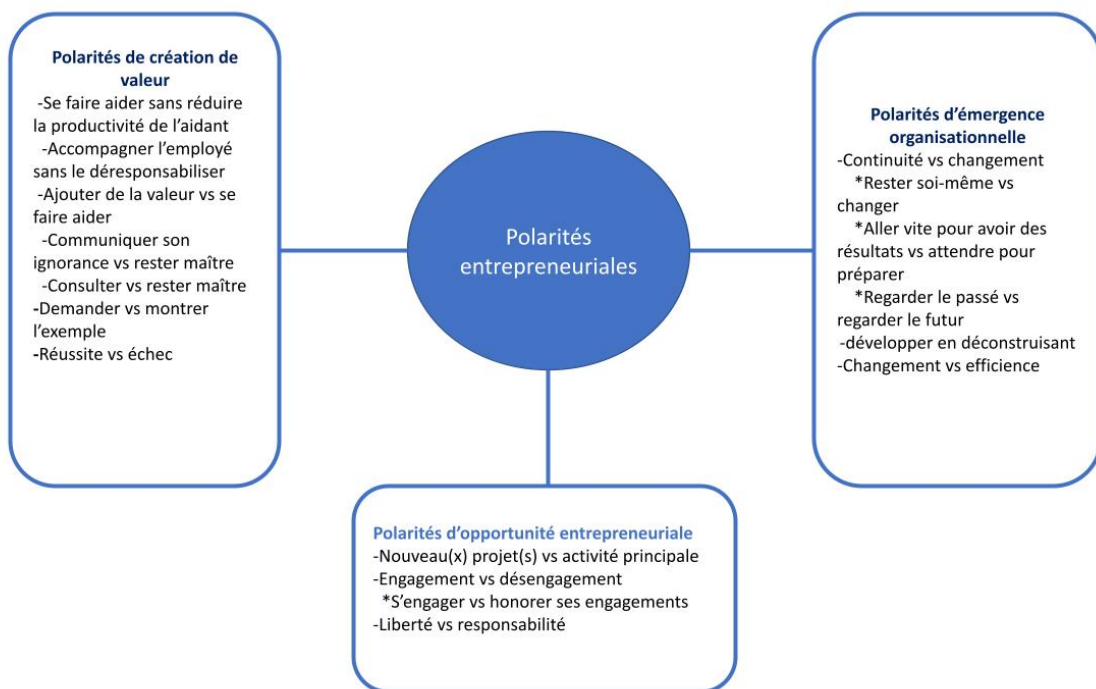 Polarités de création de
valeur
-Se faire aider sans réduire
la productivité de l’aidant
-Accompagner l’employé
sans le déresponsabiliser
-Ajouter de la valeur vs se
faire aider
-Communiquer son
ignorance vs rester maître
-Consulter vs rester maître
-Demander vs montrer
l’exemple
-Réussite vs échec
Polarités
entrepreneuriales
Polarités d’émergence
organisationnelle
-Continuité vs changement
*Rester soi-même vs
changer
*Aller vite pour avoir des
résultats vs attendre pour
préparer
*Regarder le passé vs
regarder le futur
-développer en déconstruisant
-Changement vs efficience
Polarités d’opportunité entrepreneuriale
-Nouveau(x) projet(s) vs activité principale
-Engagement vs désengagement
*S’engager vs honorer ses engagements
-Liberté vs responsabilité